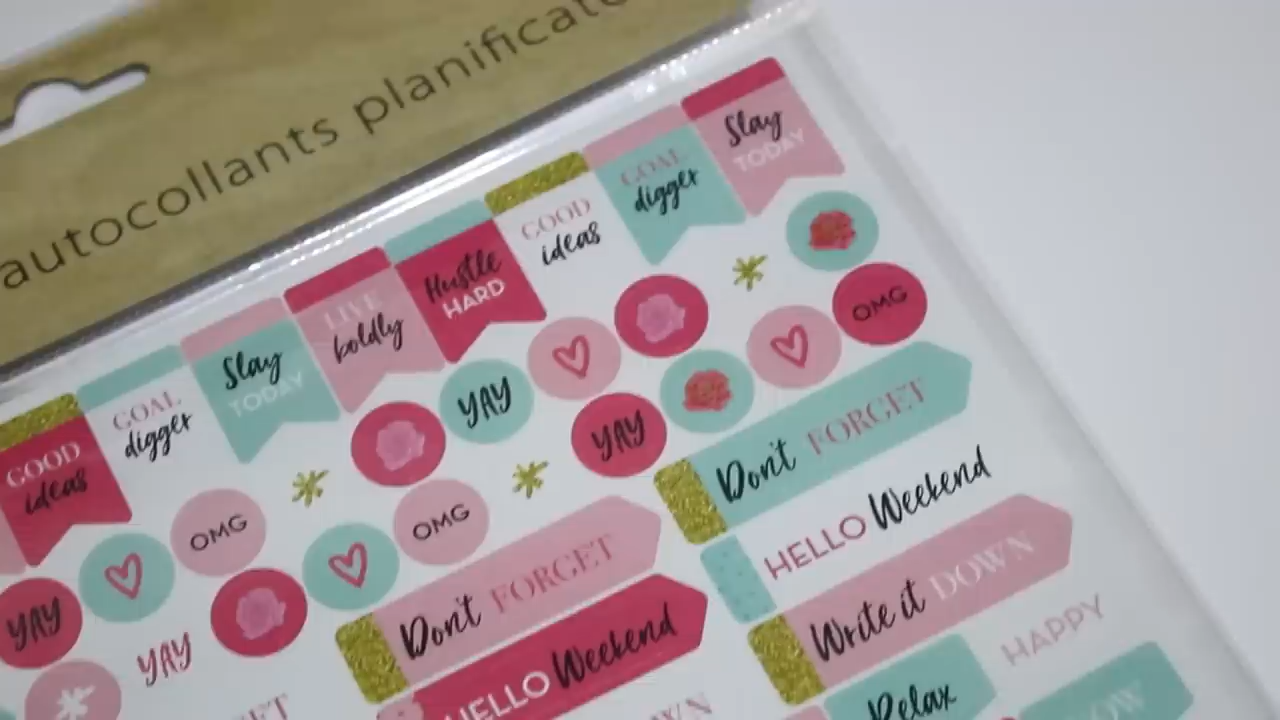 autocollants planificate
Slay TODAY
GOAL digger
GOOD ideas
Hustle HARD
LIVE boldly
Slay TODAY
GOAL digger
GOOD ideas
OMG
YAY
YAY
OMG
OMG
YAY
YAY
Don't FORGET
HELLO Weekend
Write it DOWN
HAPPY
Relax
Don't FORGET
HELLO Weekend